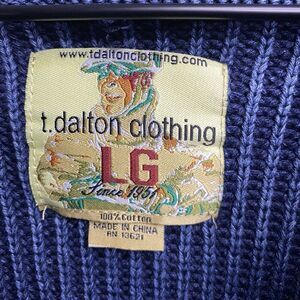 www.tdaltonclothing.com
t.dalton clothing
LG
Since 1951
100% Cotton
MADE IN CHINA
RN 13621